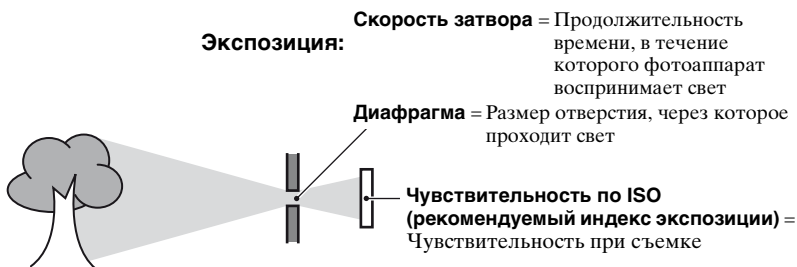 Экспозиция:
Скорость затвора = Продолжительность
времени, в течение
которого фотоаппарат
воспринимает свет
Диафрагма = Размер отверстия, через которое
проходит свет
Чувствительность по ISO
(рекомендуемый индекс экспозиции) =
Чувствительность при съемке